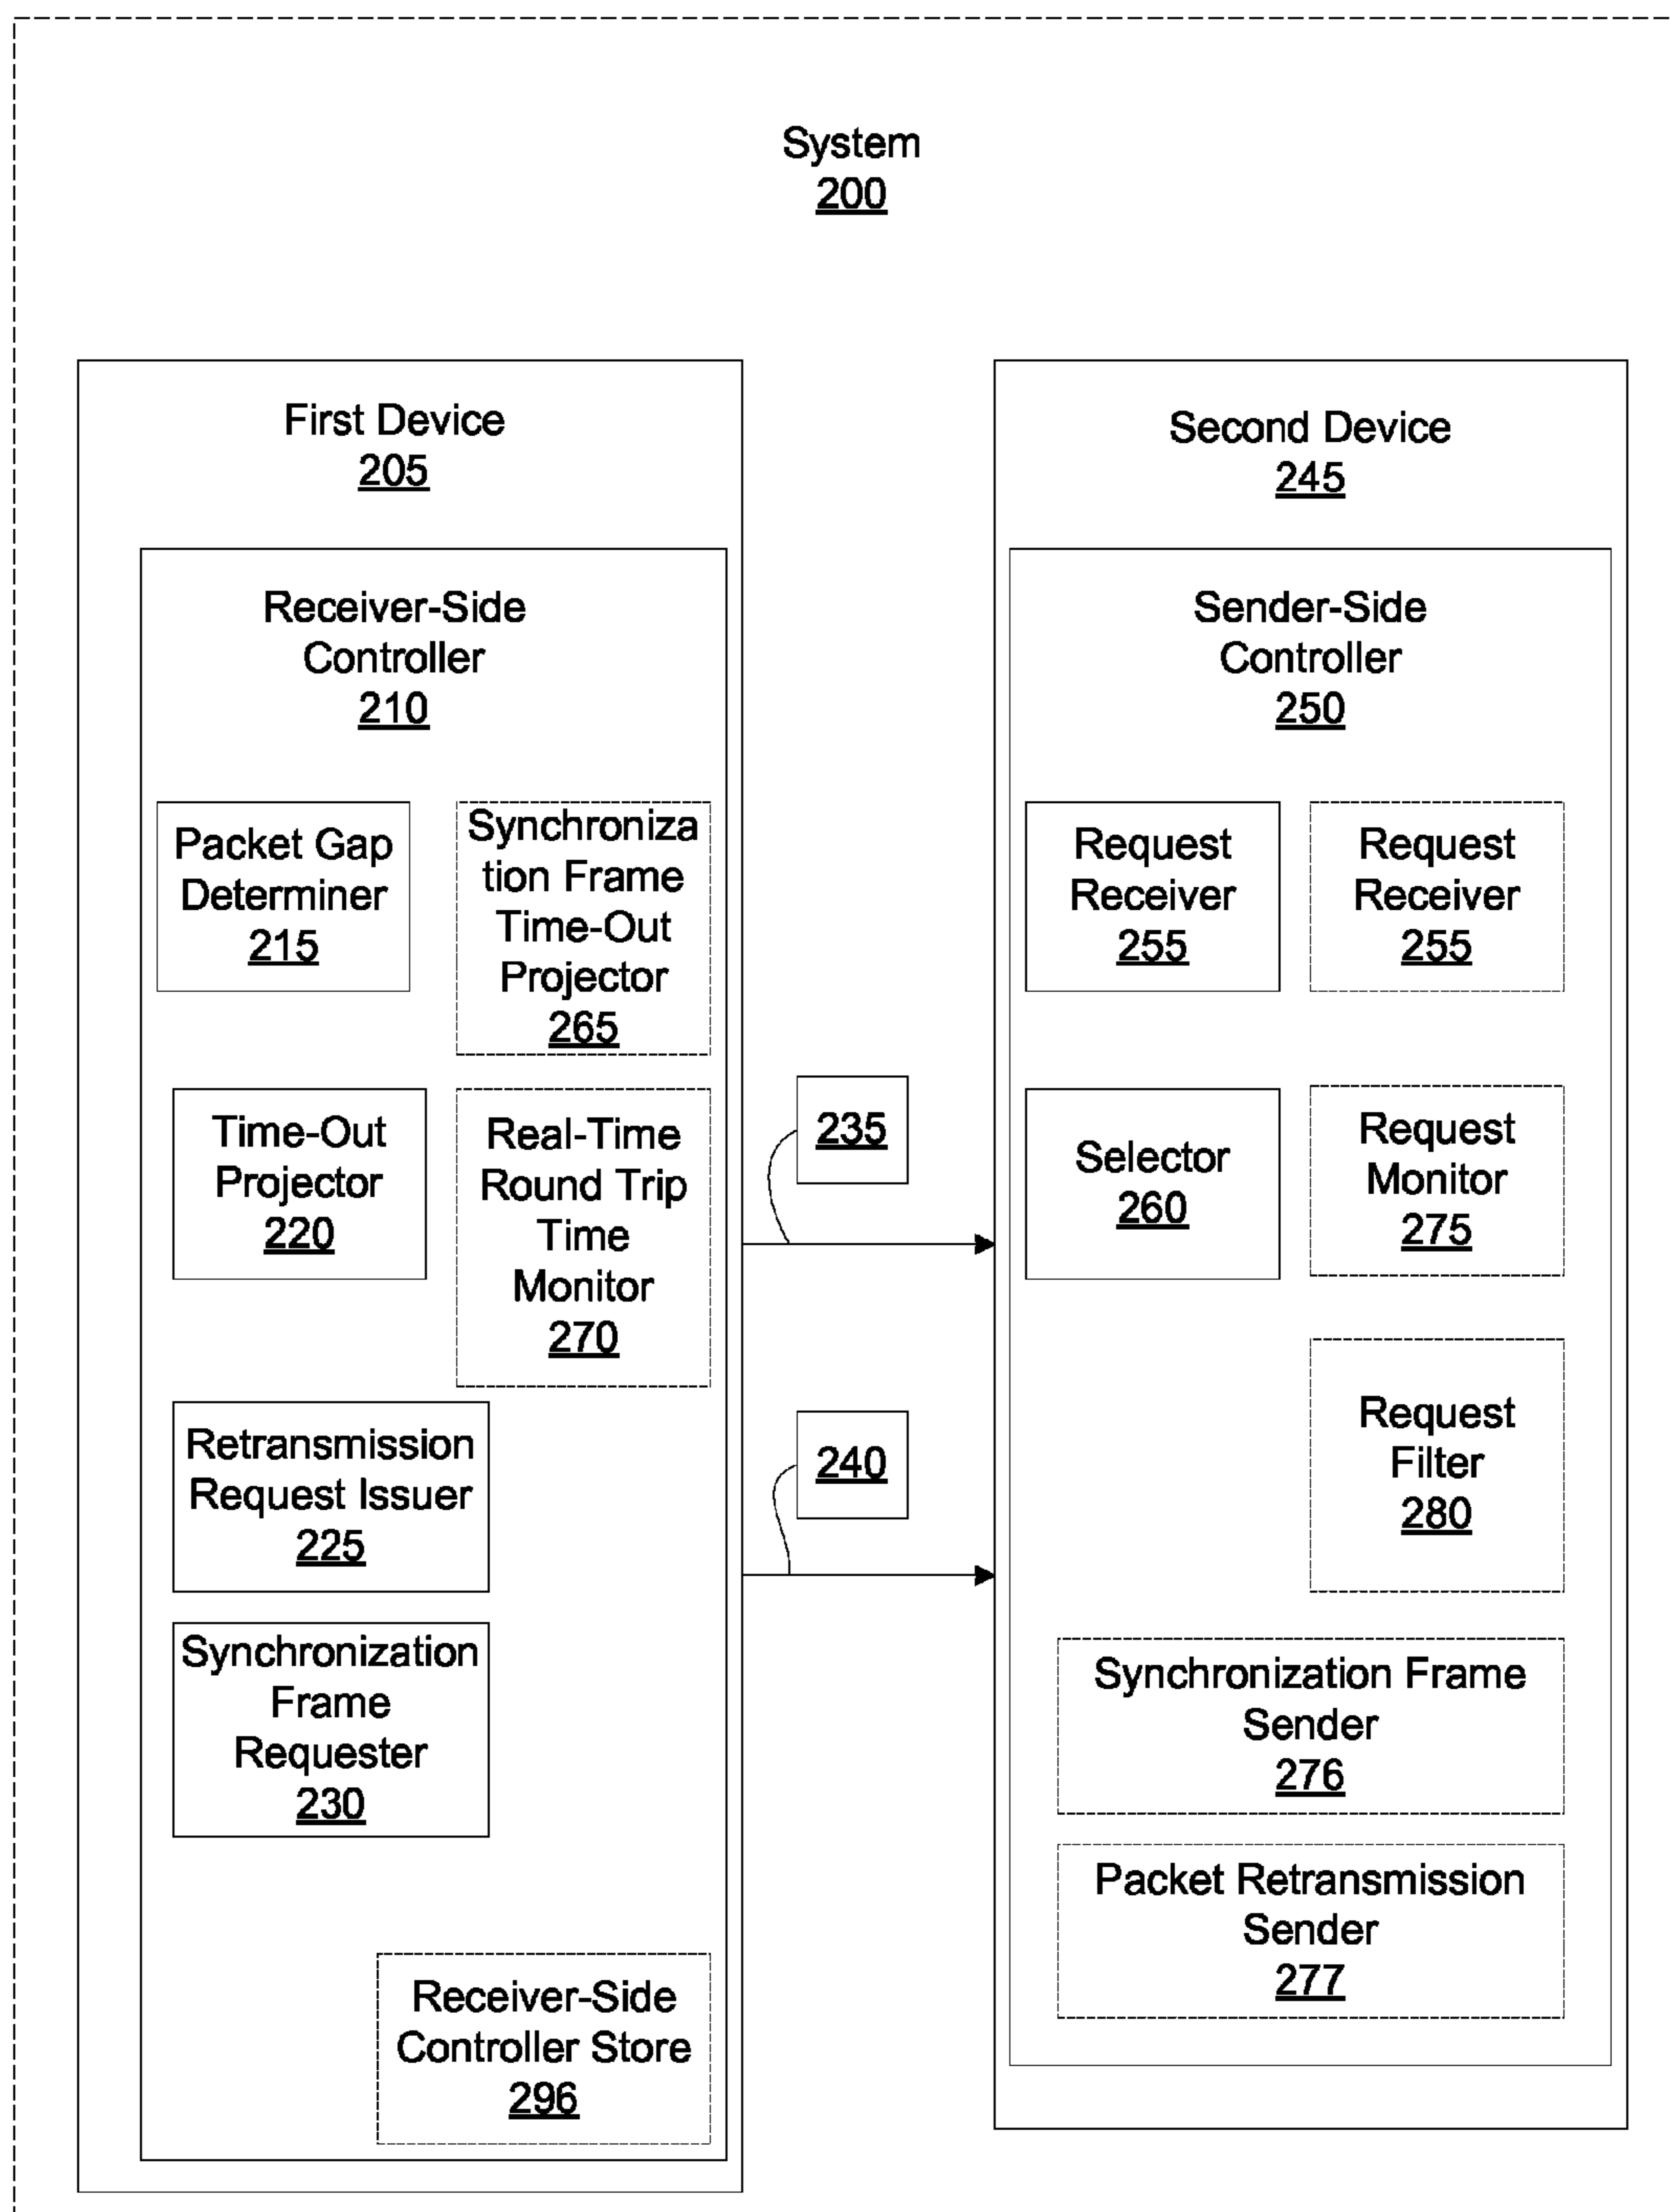 System
200
First Device
205
Receiver-Side
Controller
210
Packet Gap
Determiner
215
Synchroniza
tion Frame
Time-Out
Projector
265
Time-Out
Projector
220
Real-Time
Round Trip
Time
Monitor
270
Retransmission
Request Issuer
225
Synchronization
Frame
Requester
230
Receiver-Side
Controller Store
296
235
240
Second Device
245
Sender-Side
Controller
250
Request
Receiver
255
Request
Receiver
255
Selector
260
Request
Monitor
275
Request
Filter
280
Synchronization Frame
Sender
276
Packet Retransmission
Sender
277